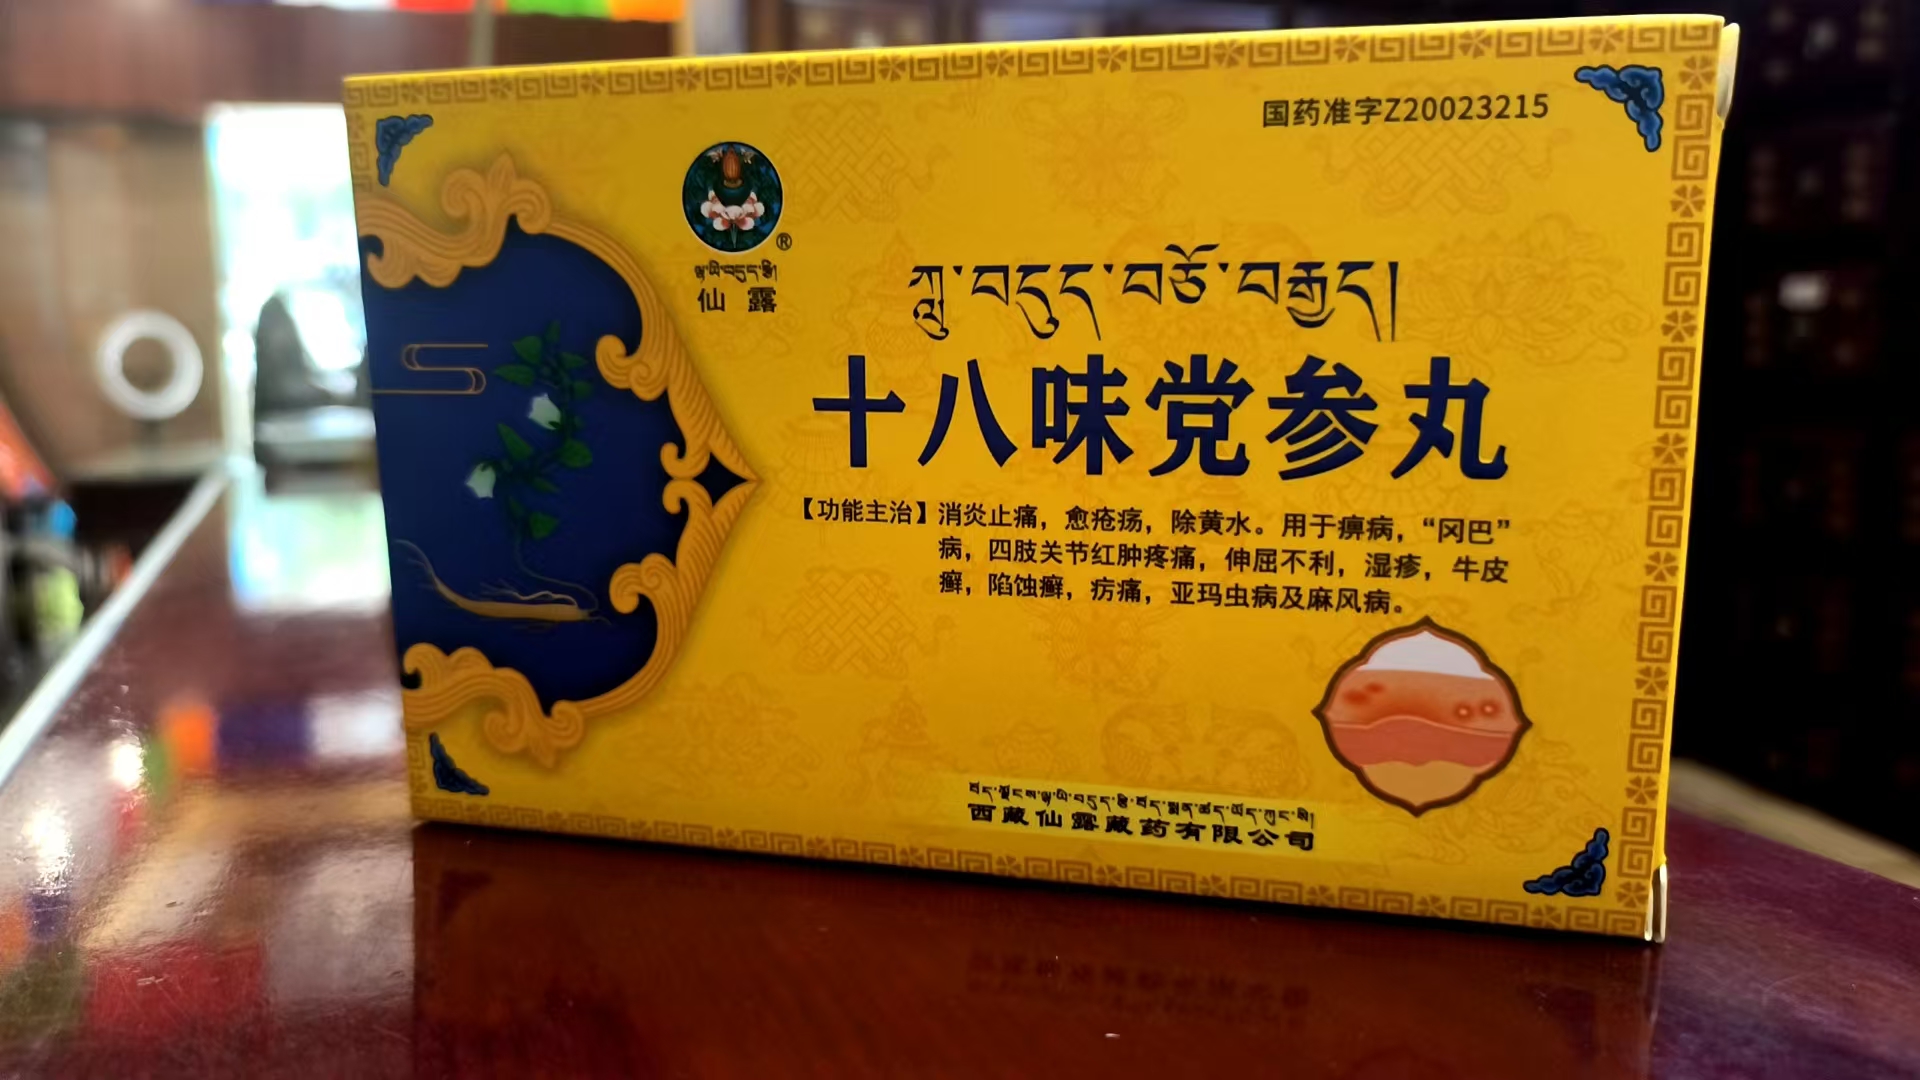 国药准字Z20023215
®
ལྷ་ཡི་བདུད་རྩི།
仙露
ཀླུ་བདུད་བཅོ་བརྒྱད།
十八味党参丸
【功能主治】消炎止痛，愈疮疡，除黄水。用于痹病，“冈巴”
病，四肢关节红肿疼痛，伸屈不利，湿疹，牛皮
癣，陷蚀癣，疠痛，亚玛虫病及麻风病。
བོད་ལྗོངས་ལྷ་ཡི་བདུད་རྩི་བོད་སྨན་ཚད་ཡོད་ཀུང་སི།
西藏仙露藏药有限公司